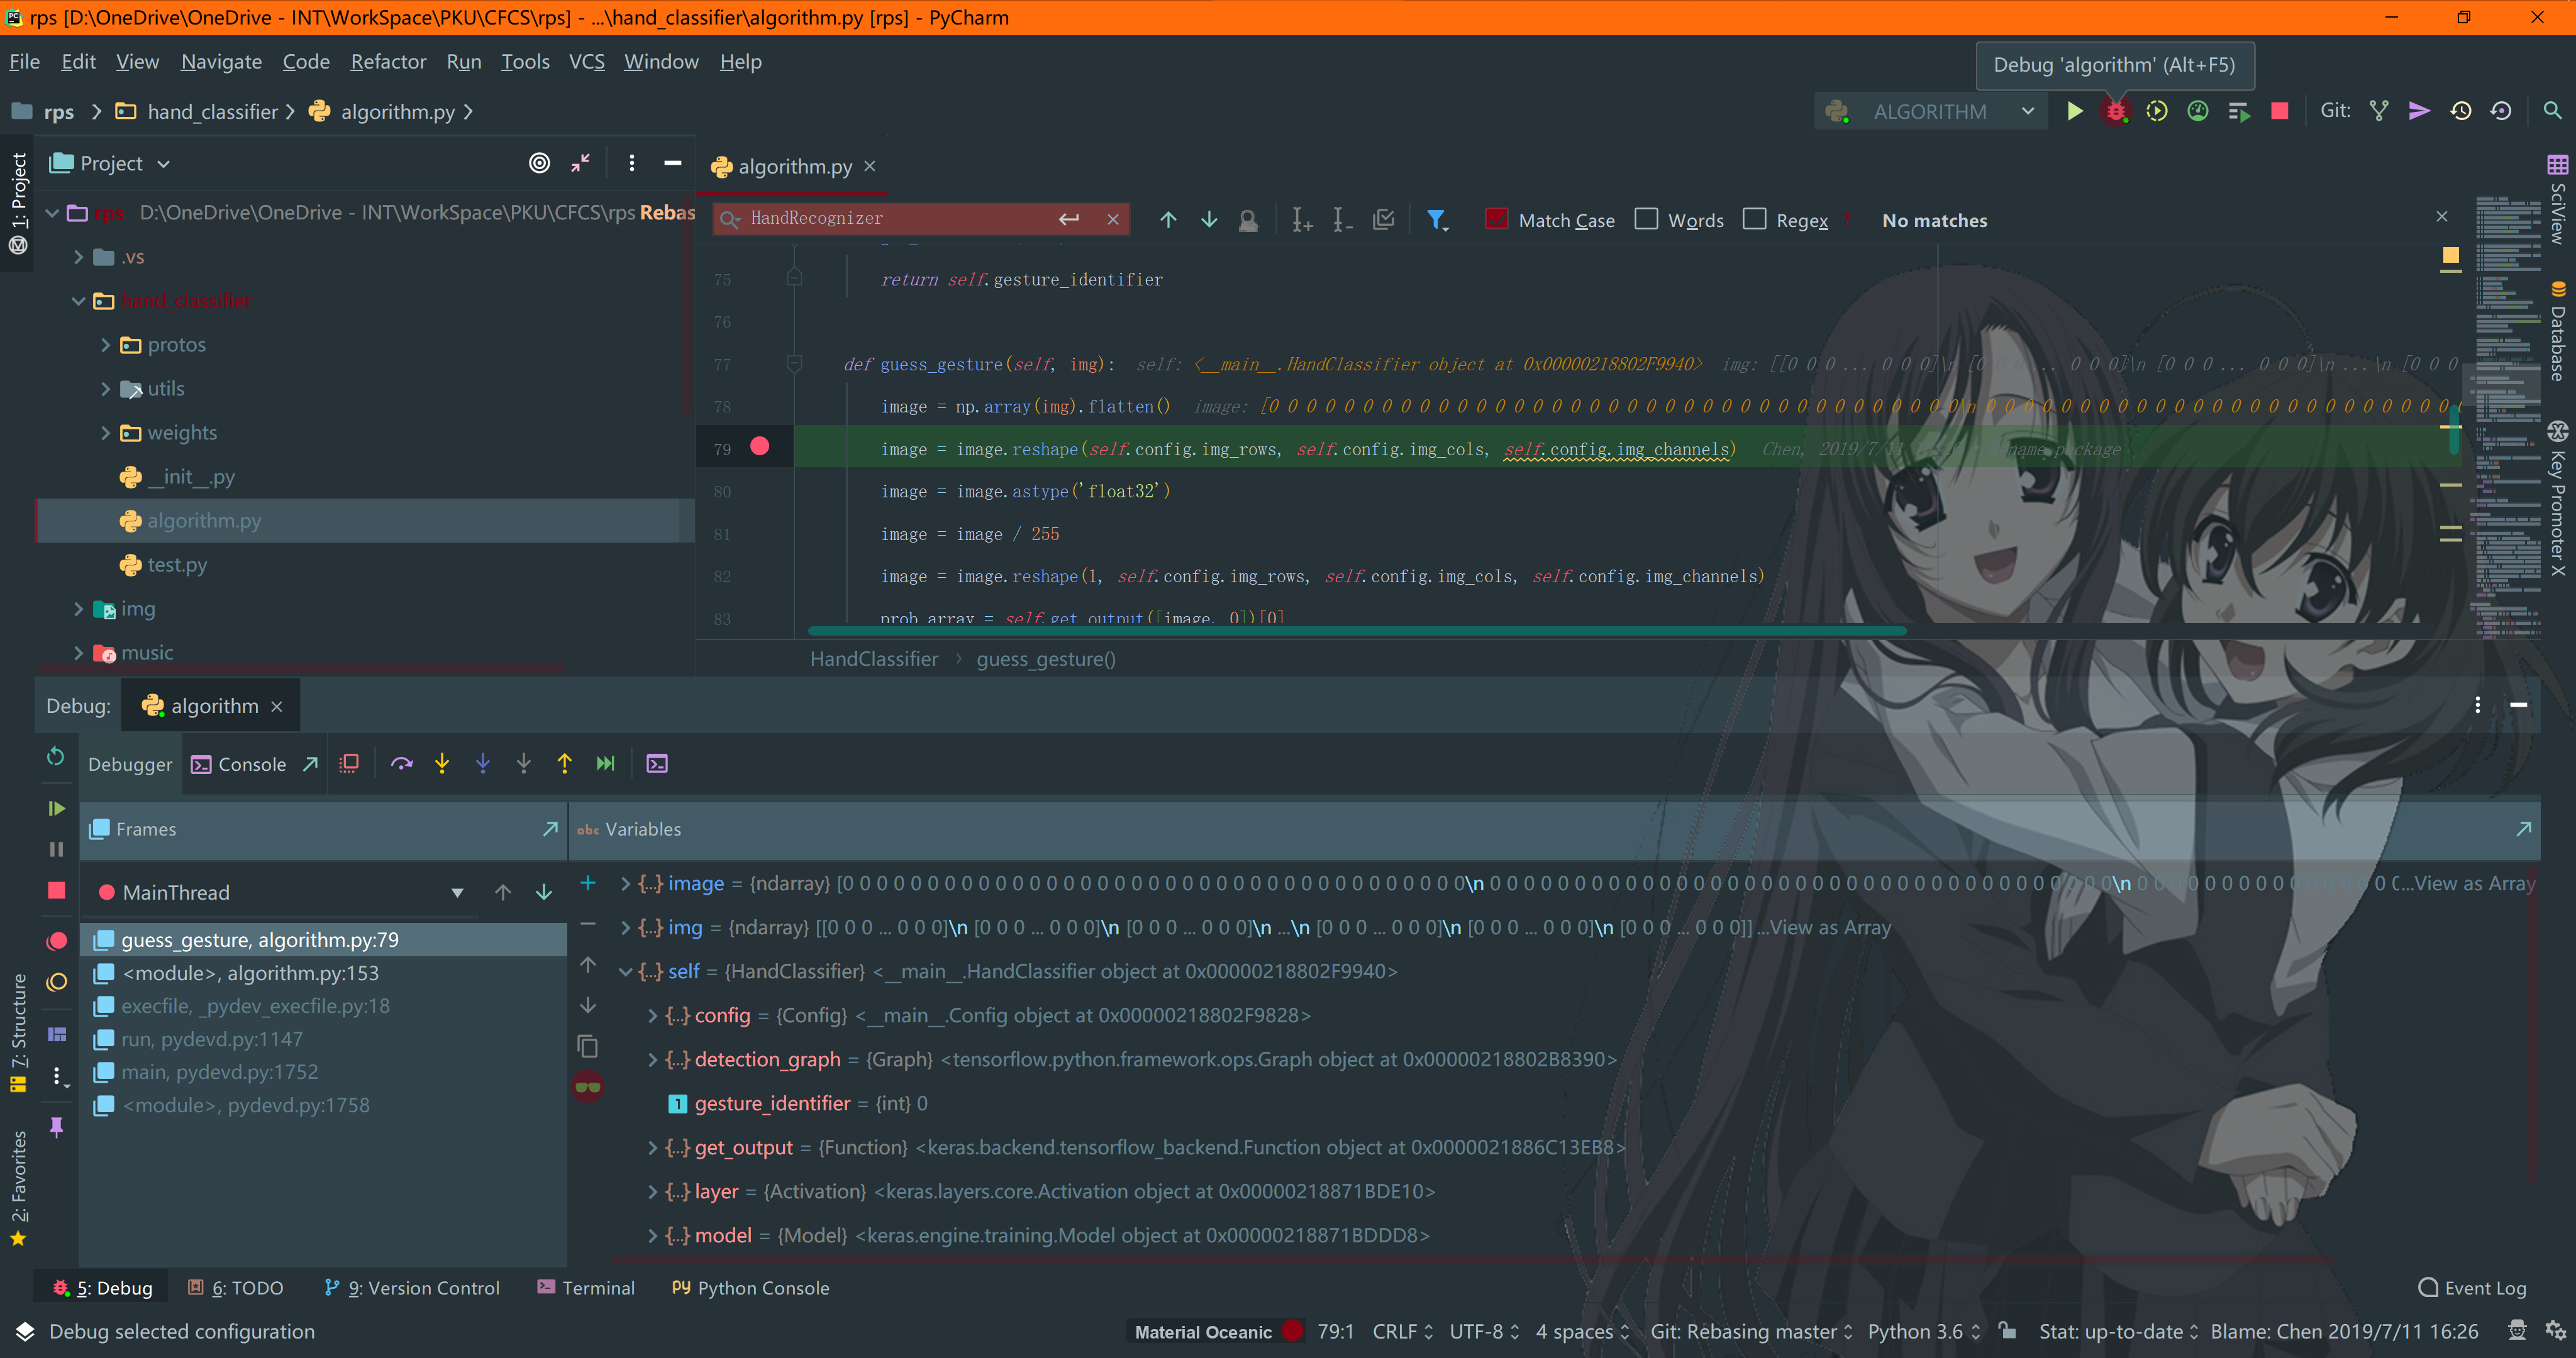 rps [D:\OneDrive\OneDrive - INT\WorkSpace\PKU\CFCS\rps] - ...\hand_classifier\algorithm.py [rps] - PyCharm
File Edit View Navigate Code Refactor Run Tools VCS Window Help
Debug 'algorithm' (Alt+F5)
rps hand_classifier algorithm.py
ALGORITHM
Git:
1: Project
Project
rps D:\OneDrive\OneDrive - INT\WorkSpace\PKU\CFCS\rps Rebas
.vs
hand_classifier
protos
utils
weights
__init__.py
algorithm.py
test.py
img
music
algorithm.py
HandRecognizer
Match Case Words Regex ? No matches
75 return self.gesture_identifier
76
77 def guess_gesture(self, img): self: <__main__.HandClassifier object at 0x00000218802F9940> img: [[0 0 0 ... 0 0 0]\n [0 0 0 ... 0 0 0]\n [0 0 0 ... 0 0 0]\n ...\n [0 0 0
78 image = np.array(img).flatten() image: [0 0 0 0 0 0 0 0 0 0 0 0 0 0 0 0 0 0 0 0 0 0 0 0 0 0 0 0 0 0 0 0 0 0 0 0 0\n 0 0 0 0 0 0 0 0 0 0 0 0 0 0 0 0 0 0 0 0 0 0 0 0 0
79 image = image.reshape(self.config.img_rows, self.config.img_cols, self.config.img_channels) Chen, 2019/7/11
80 image = image.astype('float32')
81 image = image / 255
82 image = image.reshape(1, self.config.img_rows, self.config.img_cols, self.config.img_channels)
83 prob_array = self.get_output([image, 0])[0]
HandClassifier guess_gesture()
SciView
Database
Key Promoter X
Debug: algorithm
Debugger Console
Frames
abc Variables
MainThread
guess_gesture, algorithm.py:79
<module>, algorithm.py:153
execfile, _pydev_execfile.py:18
run, pydevd.py:1147
main, pydevd.py:1752
<module>, pydevd.py:1758
image = {ndarray} [0 0 0 0 0 0 0 0 0 0 0 0 0 0 0 0 0 0 0 0 0 0 0 0 0 0 0 0 0 0 0 0 0 0 0 0 0\n 0 0 0 0 0 0 0 0 0 0 0 0 0 0 0 0 0 0 0 0 0 0 0 0 0 0 0 0 0 0 0 0 0 0 0 0 0\n 0 0 0 0 0 0 0 0 0 0 0 0 0 0 0 0 ...View as Array
img = {ndarray} [[0 0 0 ... 0 0 0]\n [0 0 0 ... 0 0 0]\n [0 0 0 ... 0 0 0]\n ...\n [0 0 0 ... 0 0 0]\n [0 0 0 ... 0 0 0]\n [0 0 0 ... 0 0 0]] ...View as Array
self = {HandClassifier} <__main__.HandClassifier object at 0x00000218802F9940>
config = {Config} <__main__.Config object at 0x00000218802F9828>
detection_graph = {Graph} <tensorflow.python.framework.ops.Graph object at 0x00000218802B8390>
gesture_identifier = {int} 0
get_output = {Function} <keras.backend.tensorflow_backend.Function object at 0x0000021886C13EB8>
layer = {Activation} <keras.layers.core.Activation object at 0x00000218871BDE10>
model = {Model} <keras.engine.training.Model object at 0x00000218871BDDD8>
7: Structure
2: Favorites
5: Debug 6: TODO 9: Version Control Terminal Python Console Event Log
Debug selected configuration
Material Oceanic 79:1 CRLF UTF-8 4 spaces Git: Rebasing master Python 3.6 Stat: up-to-date Blame: Chen 2019/7/11 16:26